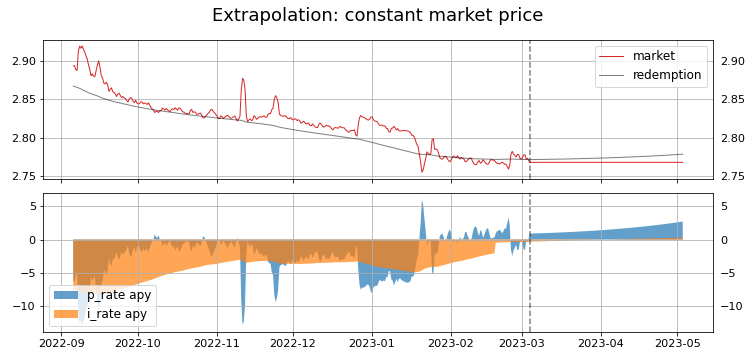 Extrapolation: constant market price
2.90 2.90
2.85 2.85
2.80 2.80
2.75 2.75
market
redemption
5 5
0 0
−5 −5
−10 −10
p_rate apy
i_rate apy
2022-09 2022-10 2022-11 2022-12 2023-01 2023-02 2023-03 2023-04 2023-05